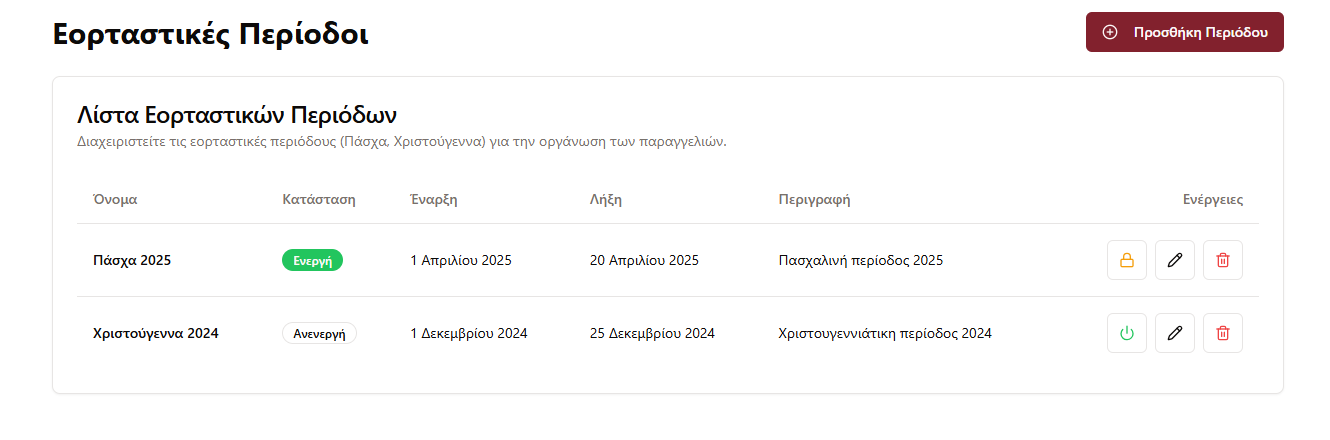 Εορταστικές Περίοδοι
Προσθήκη Περιόδου
Λίστα Εορταστικών Περιόδων
Διαχειριστείτε τις εορταστικές περιόδους (Πάσχα, Χριστούγεννα) για την οργάνωση των παραγγελιών.
Όνομα Κατάσταση Έναρξη Λήξη Περιγραφή Ενέργειες
Πάσχα 2025 Ενεργή 1 Απριλίου 2025 20 Απριλίου 2025 Πασχαλινή περίοδος 2025
Χριστούγεννα 2024 Ανενεργή 1 Δεκεμβρίου 2024 25 Δεκεμβρίου 2024 Χριστουγεννιάτικη περίοδος 2024